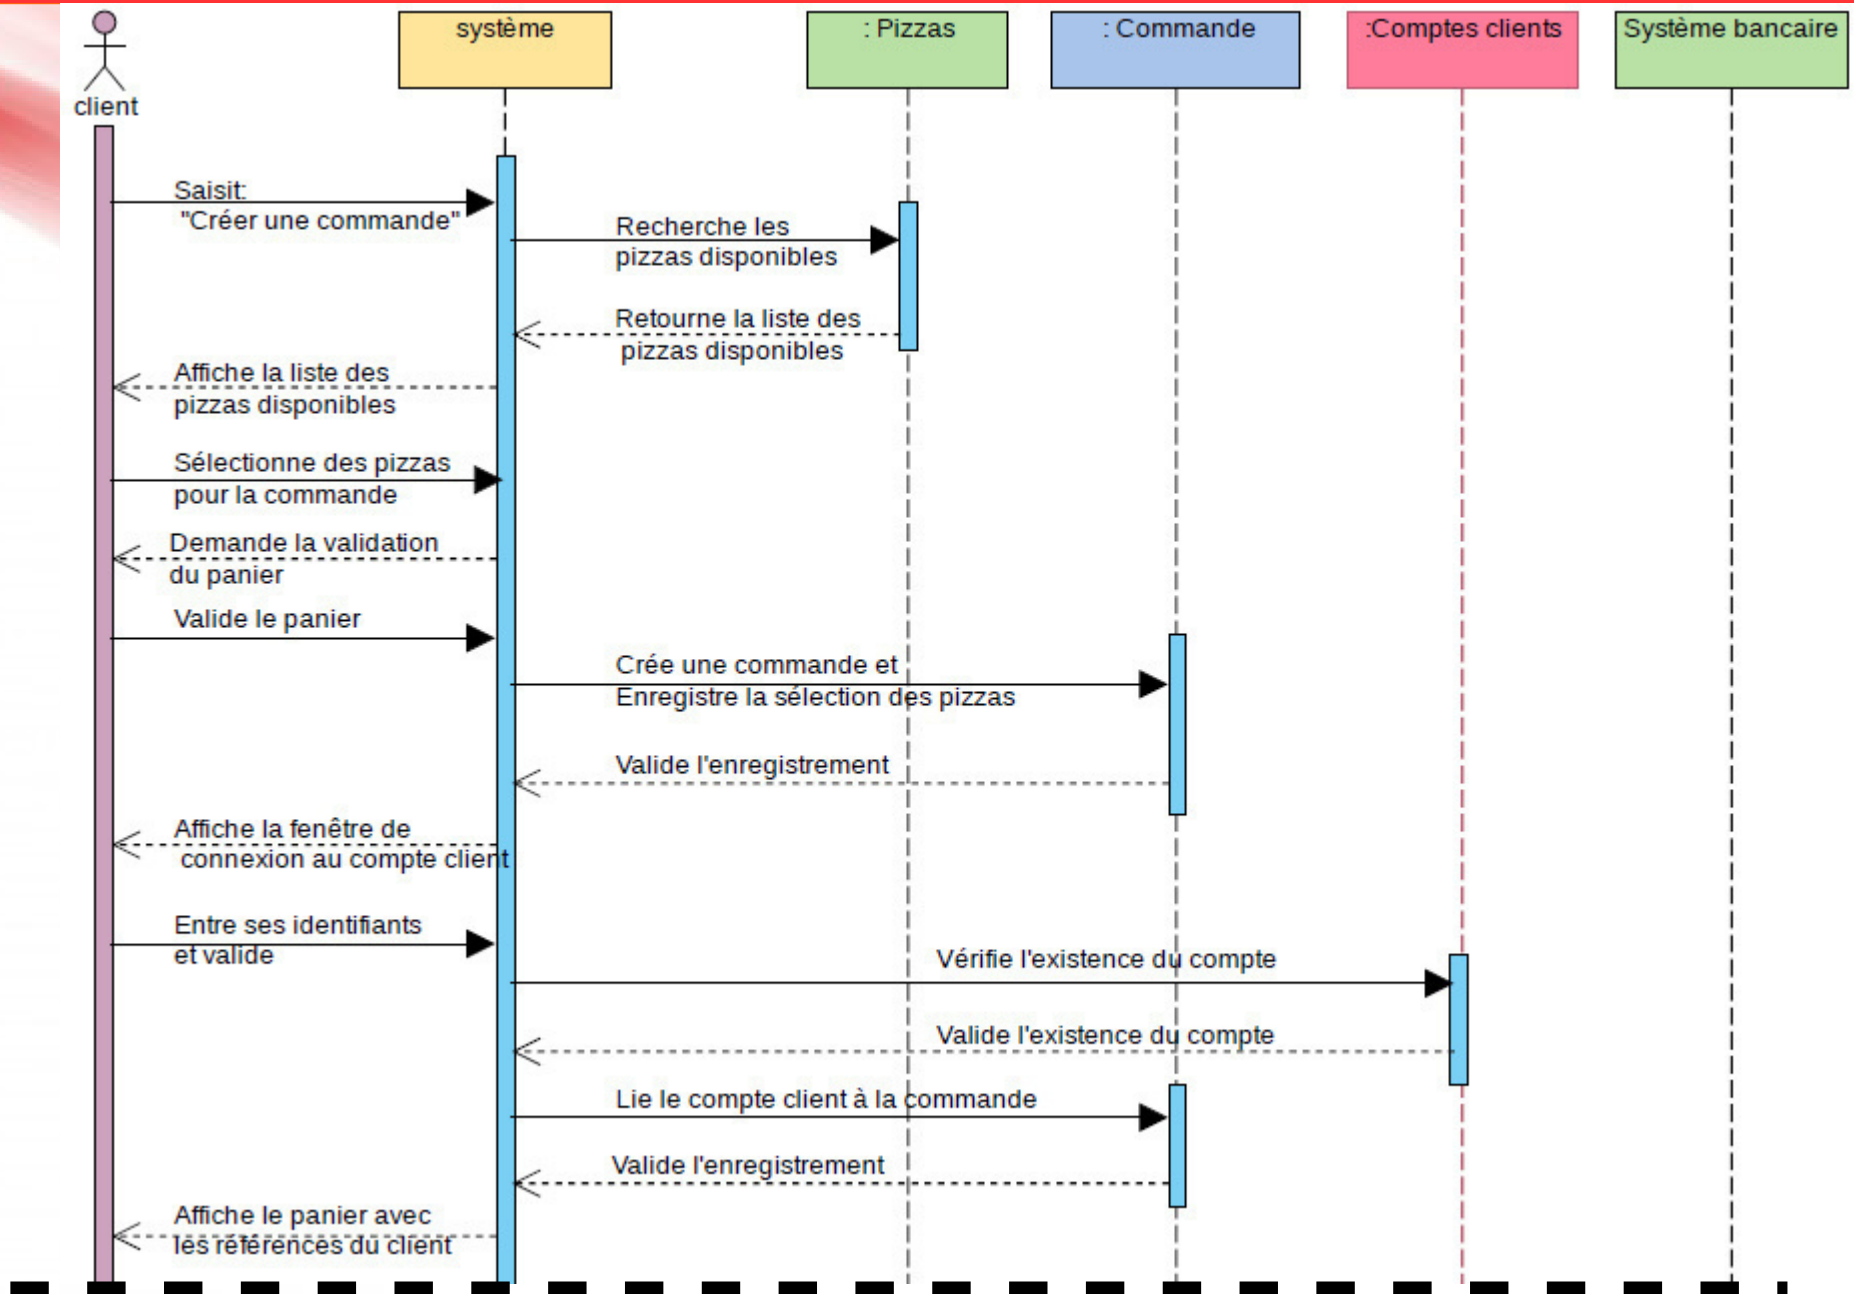 système
: Pizzas
: Commande
:Comptes clients
Système bancaire
client
Saisit:
"Créer une commande"
Recherche les
pizzas disponibles
Retourne la liste des
pizzas disponibles
Affiche la liste des
pizzas disponibles
Sélectionne des pizzas
pour la commande
Demande la validation
du panier
Valide le panier
Crée une commande et
Enregistre la sélection des pizzas
Valide l'enregistrement
Affiche la fenêtre de
connexion au compte client
Entre ses identifiants
et valide
Vérifie l'existence du compte
Valide l'existence du compte
Lie le compte client à la commande
Valide l'enregistrement
Affiche le panier avec
les références du client